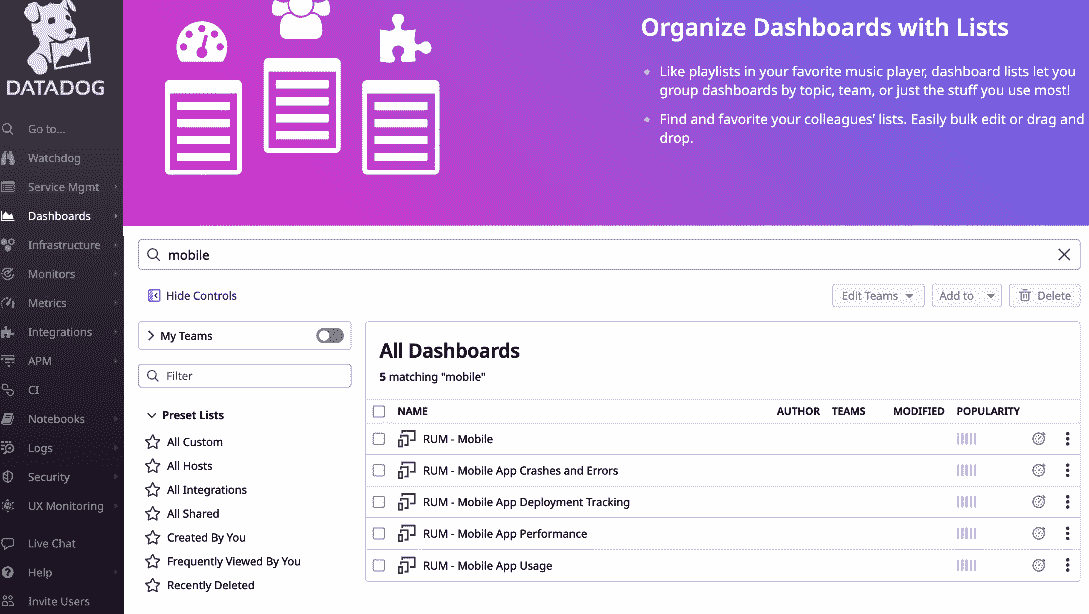 DATADOG
Go to...
Watchdog
Service Mgmt
Dashboards
Infrastructure
Monitors
Metrics
Integrations
APM
CI
Notebooks
Logs
Security
UX Monitoring
Live Chat
Help
Invite Users
Organize Dashboards with Lists
Like playlists in your favorite music player, dashboard lists let you
group dashboards by topic, team, or just the stuff you use most!
Find and favorite your colleagues' lists. Easily bulk edit or drag and
drop.
mobile
Hide Controls
Edit Teams
Add to
Delete
My Teams
Filter
Preset Lists
All Custom
All Hosts
All Integrations
All Shared
Created By You
Frequently Viewed By You
Recently Deleted
All Dashboards
5 matching "mobile"
NAME AUTHOR TEAMS MODIFIED POPULARITY
RUM - Mobile
RUM - Mobile App Crashes and Errors
RUM - Mobile App Deployment Tracking
RUM - Mobile App Performance
RUM - Mobile App Usage